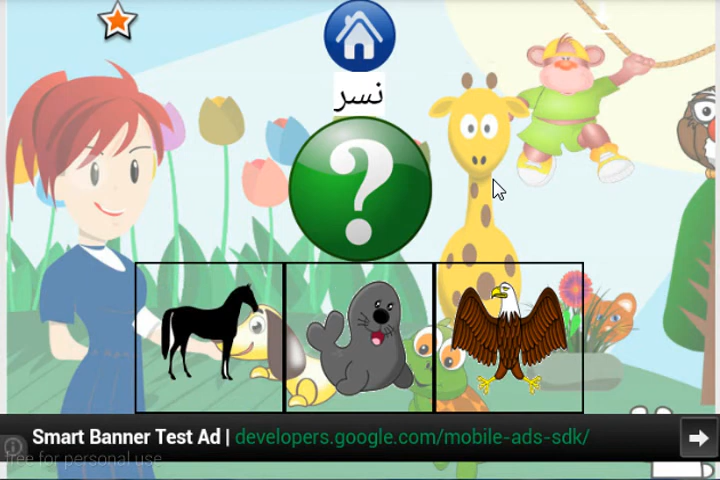 نسر
?
Smart Banner Test Ad | developers.google.com/mobile-ads-sdk/
free for personal use